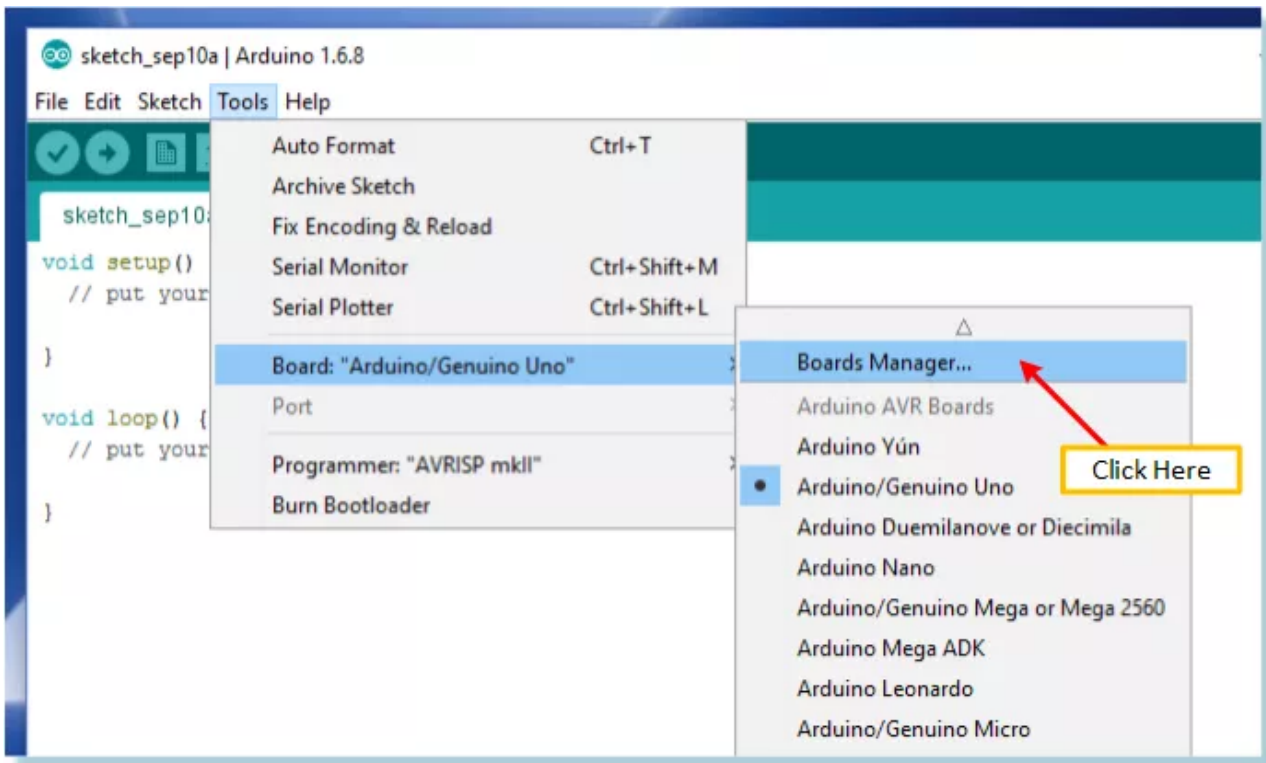 sketch_sep10a | Arduino 1.6.8
File Edit Sketch Tools Help
Auto Format Ctrl+T
Archive Sketch
Fix Encoding & Reload
Serial Monitor Ctrl+Shift+M
Serial Plotter Ctrl+Shift+L
Board: "Arduino/Genuino Uno"
Port
Programmer: "AVRISP mkII"
Burn Bootloader
sketch_sep10a
void setup()
// put your
}
void loop() {
// put your
}
Boards Manager...
Arduino AVR Boards
Arduino Yún
Arduino/Genuino Uno
Arduino Duemilanove or Diecimila
Arduino Nano
Arduino/Genuino Mega or Mega 2560
Arduino Mega ADK
Arduino Leonardo
Arduino/Genuino Micro
Click Here